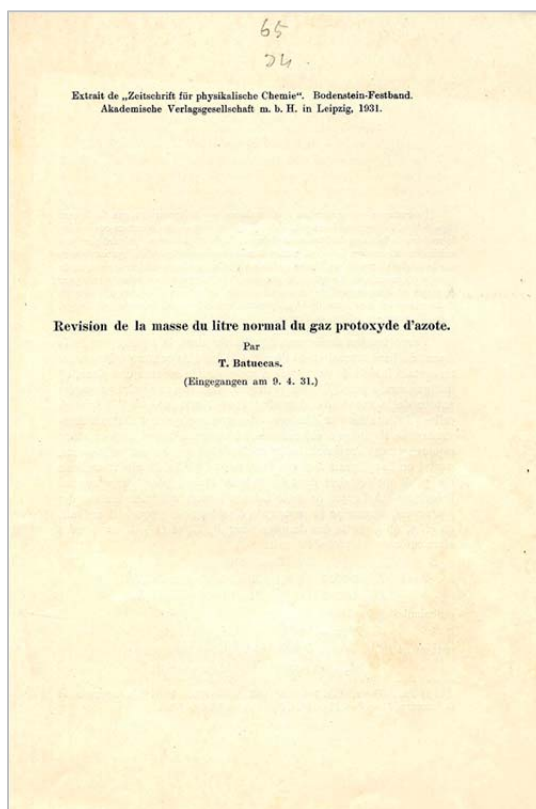 65
24
Extrait de „Zeitschrift für physikalische Chemie“. Bodenstein-Festband.
Akademische Verlagsgesellschaft m. b. H. in Leipzig, 1931.
Revision de la masse du litre normal du gaz protoxyde d'azote.
Par
T. Batuecas.
(Eingegangen am 9. 4. 31.)